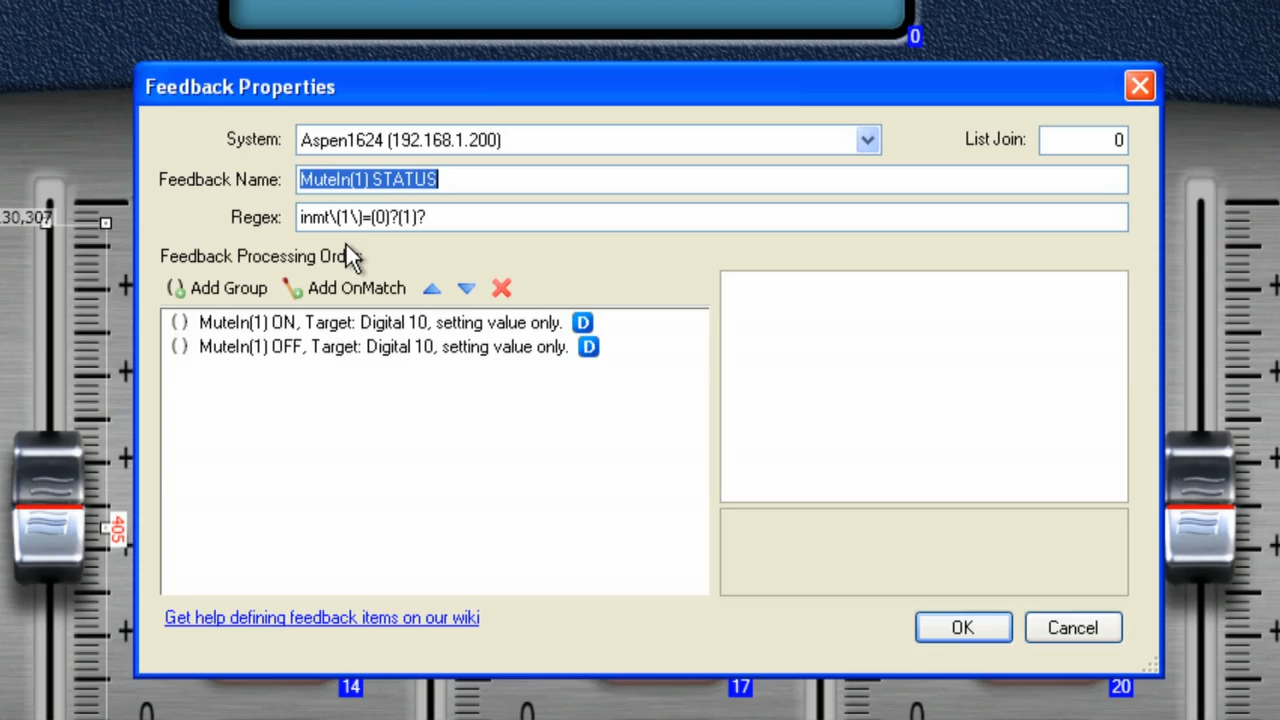 0
Feedback Properties
System: Aspen1624 (192.168.1.200) List Join: 0
Feedback Name: MuteIn(1) STATUS
Regex: inmt\(1\)=(0)?(1)?
30,307
Feedback Processing Ord
Add Group Add OnMatch
( ) MuteIn(1) ON, Target: Digital 10, setting value only. D
( ) MuteIn(1) OFF, Target: Digital 10, setting value only. D
405
Get help defining feedback items on our wiki
OK Cancel
14 17 20
0 0 0